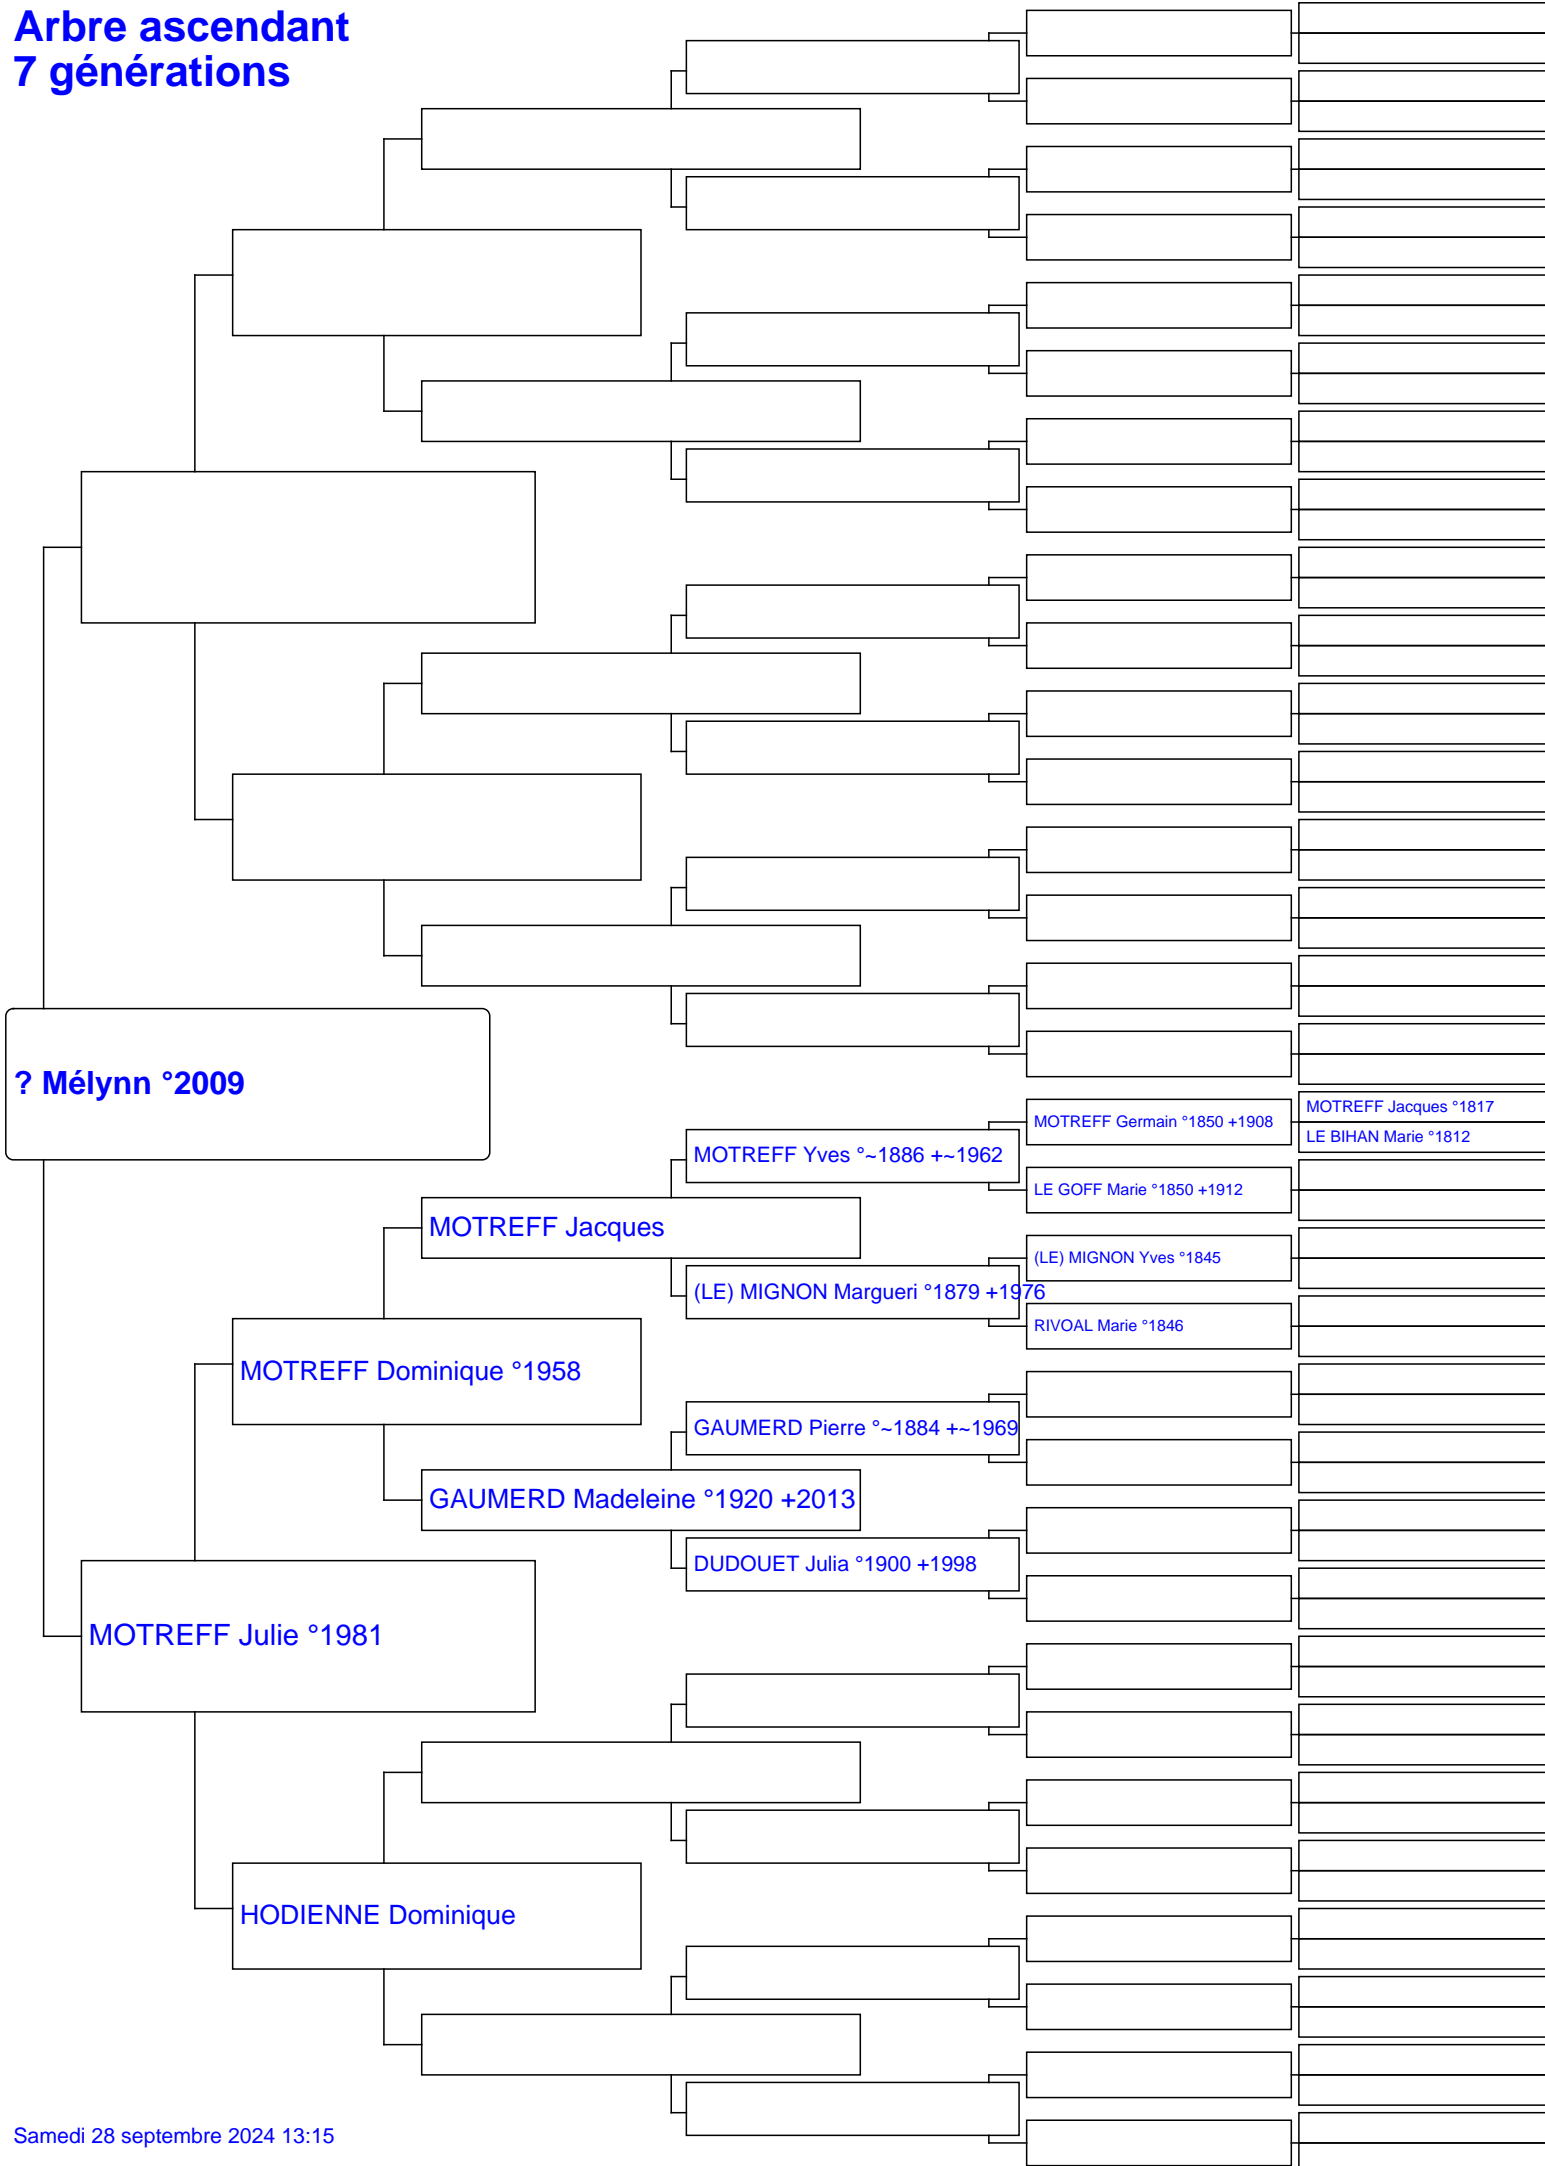 Arbre ascendant
7 générations
? Mélynn °2009
MOTREFF Julie °1981
MOTREFF Dominique °1958
HODIENNE Dominique
MOTREFF Jacques
GAUMERD Madeleine °1920 +2013
MOTREFF Yves °~1886 +~1962
(LE) MIGNON Margueri °1879 +1976
GAUMERD Pierre °~1884 +~1969
DUDOUET Julia °1900 +1998
MOTREFF Germain °1850 +1908
LE GOFF Marie °1850 +1912
(LE) MIGNON Yves °1845
RIVOAL Marie °1846
MOTREFF Jacques °1817
LE BIHAN Marie °1812
Samedi 28 septembre 2024 13:15